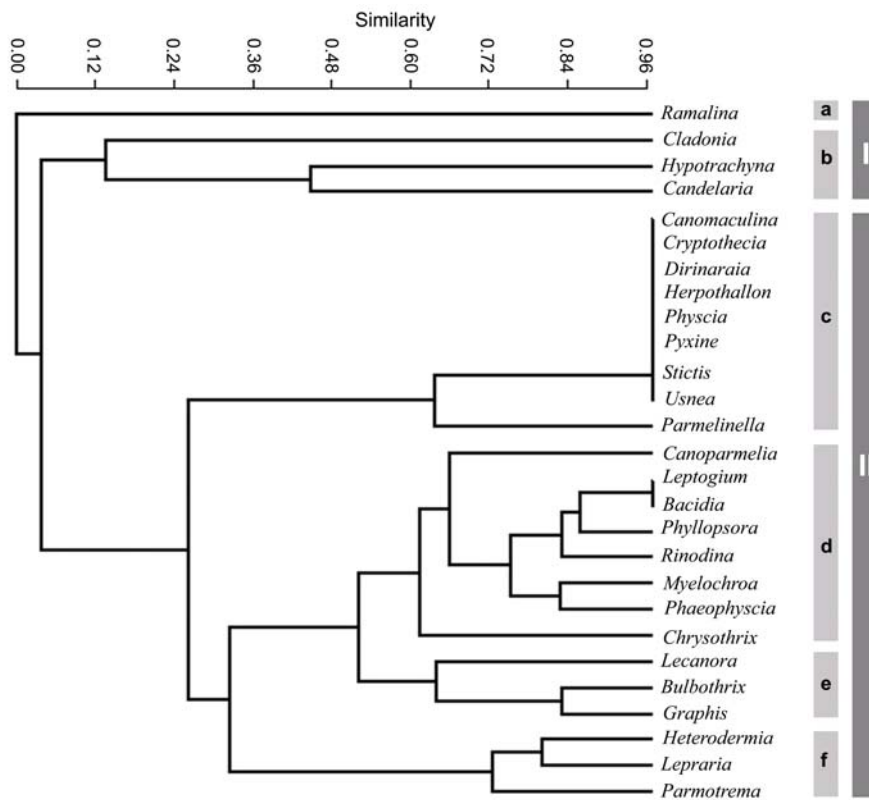 Similarity
0.00 0.12 0.24 0.36 0.48 0.60 0.72 0.84 0.96
Ramalina a
I
Cladonia
Hypotrachyna b
Candelaria
Canomaculina
Cryptothecia
Dirinaraia
Herpothallon
Physcia c
Pyxine
Stictis
Usnea
Parmelinella
Canoparmelia
II
Leptogium
Bacidia
Phyllopsora d
Rinodina
Myelochroa
Phaeophyscia
Chrysothrix
Lecanora
Bulbothrix e
Graphis
Heterodermia
Lepraria f
Parmotrema